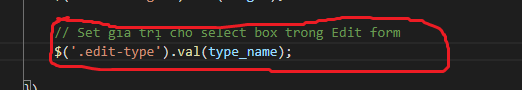 // Set giá trị cho select box trong Edit form
$('.edit-type').val(type_name);
})